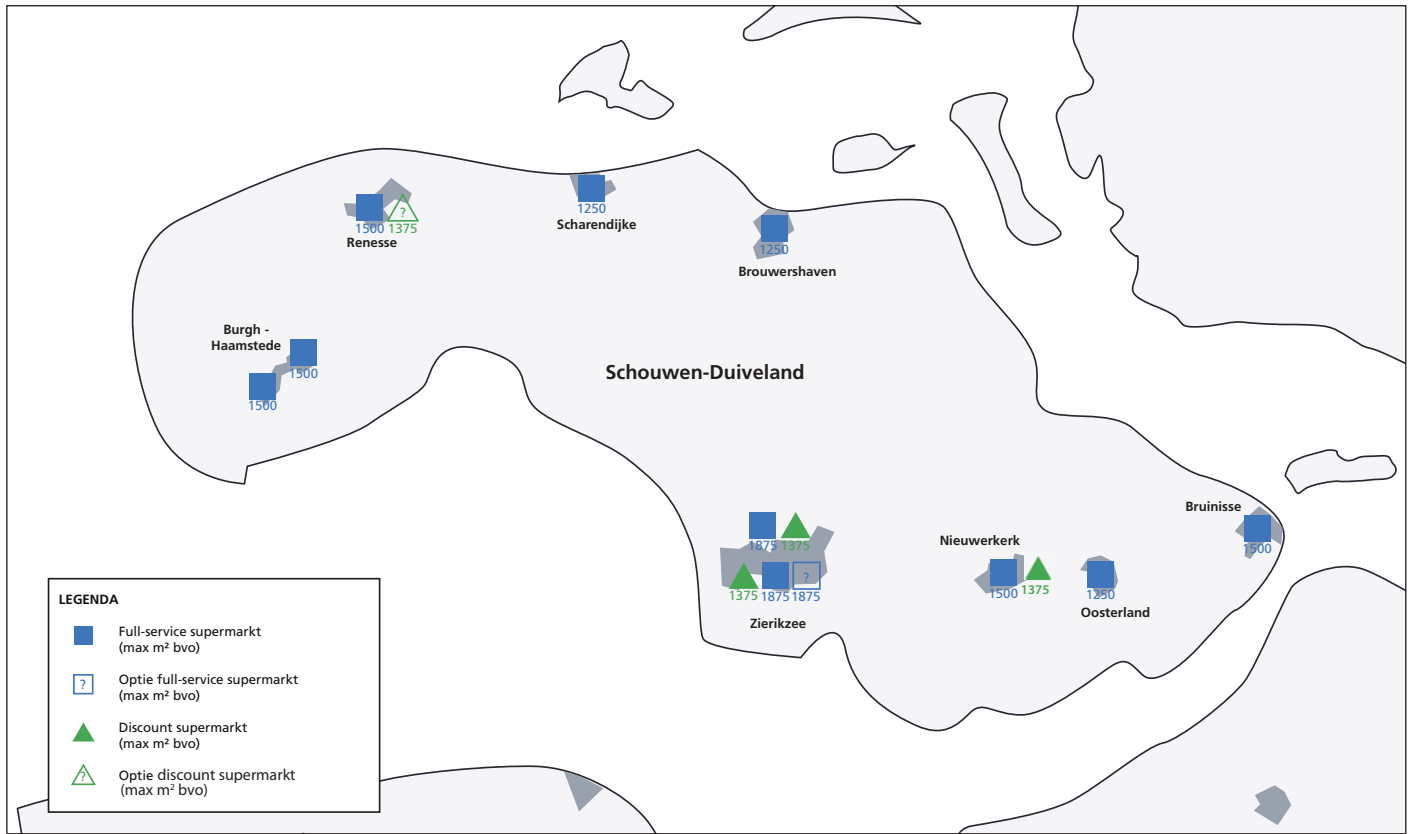 ?
1500 1375
Renesse
1250
Scharendijke
1250
Brouwershaven
Burgh -
Haamstede
1500
1500
Schouwen-Duiveland
Bruinisse
1500
1875 1375
?
1375 1875 1875
Zierikzee
Nieuwerkerk
1500 1375
1250
Oosterland
LEGENDA
Full-service supermarkt
(max m² bvo)
?
Optie full-service supermarkt
(max m² bvo)
Discount supermarkt
(max m² bvo)
?
Optie discount supermarkt
(max m² bvo)